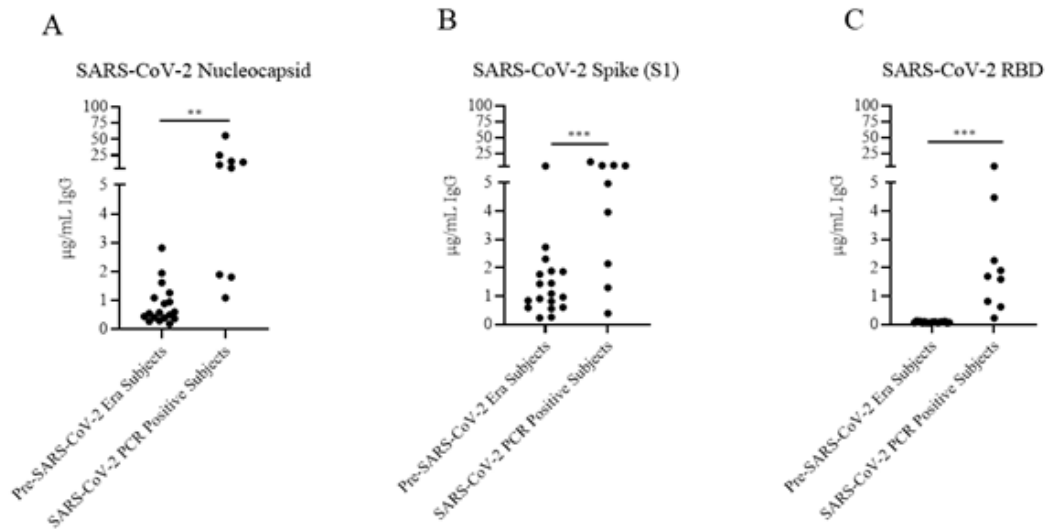 A
SARS-CoV-2 Nucleocapsid
**
100
75
50
25
5
4
3
2
1
0
µg/mL IgG
Pre-SARS-CoV-2 Era Subjects
SARS-CoV-2 PCR Positive Subjects
B
SARS-CoV-2 Spike (S1)
***
100
75
50
25
5
4
3
2
1
0
µg/mL IgG
Pre-SARS-CoV-2 Era Subjects
SARS-CoV-2 PCR Positive Subjects
C
SARS-CoV-2 RBD
***
100
75
50
25
5
4
3
2
1
0
µg/mL IgG
Pre-SARS-CoV-2 Era Subjects
SARS-CoV-2 PCR Positive Subjects